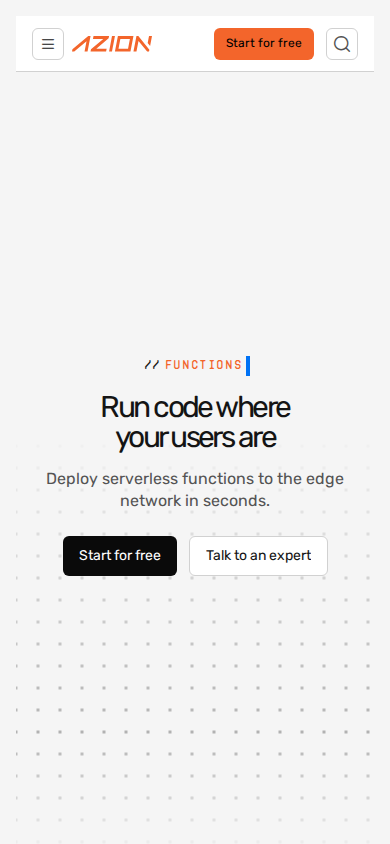 AZION
Start for free
// FUNCTIONS
Run code where
your users are
Deploy serverless functions to the edge
network in seconds.
Start for free
Talk to an expert